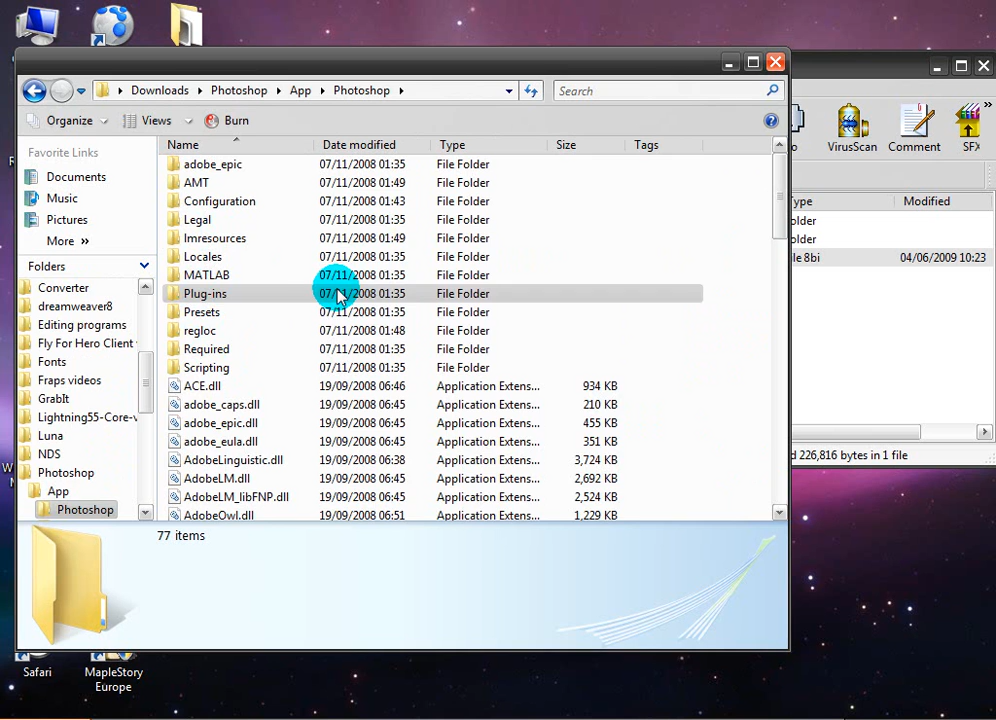 Downloads Photoshop App Photoshop
Search
Organize Views Burn
Favorite Links
Documents
Music
Pictures
More »
Folders
Converter
dreamweaver8
Editing programs
Fly For Hero Client
Fonts
Fraps videos
GrabIt
Lightning55-Core-v
Luna
NDS
Photoshop
App
Photoshop
Name Date modified Type Size Tags
adobe_epic 07/11/2008 01:35 File Folder
AMT 07/11/2008 01:49 File Folder
Configuration 07/11/2008 01:43 File Folder
Legal 07/11/2008 01:35 File Folder
Imresources 07/11/2008 01:49 File Folder
Locales 07/11/2008 01:35 File Folder
MATLAB 07/11/2008 01:35 File Folder
Plug-ins 07/11/2008 01:35 File Folder
Presets 07/11/2008 01:35 File Folder
regloc 07/11/2008 01:48 File Folder
Required 07/11/2008 01:35 File Folder
Scripting 07/11/2008 01:35 File Folder
ACE.dll 19/09/2008 06:46 Application Extens... 934 KB
adobe_caps.dll 19/09/2008 06:45 Application Extens... 210 KB
adobe_epic.dll 19/09/2008 06:45 Application Extens... 455 KB
adobe_eula.dll 19/09/2008 06:45 Application Extens... 351 KB
AdobeLinguistic.dll 19/09/2008 06:38 Application Extens... 3,724 KB
AdobeLM.dll 19/09/2008 06:45 Application Extens... 2,692 KB
AdobeLM_libFNP.dll 19/09/2008 06:45 Application Extens... 2,524 KB
AdobeOwl.dll 19/09/2008 06:51 Application Extens... 1,229 KB
77 items
VirusScan Comment SFX
ype Modified
older
older
ile 8bi 04/06/2009 10:23
d 226,816 bytes in 1 file
Safari
MapleStory
Europe